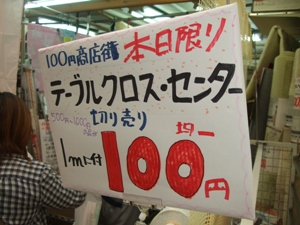 100円商店街 本日限り
テーブルクロス・センター
切り売り 均一
1mに付 100円